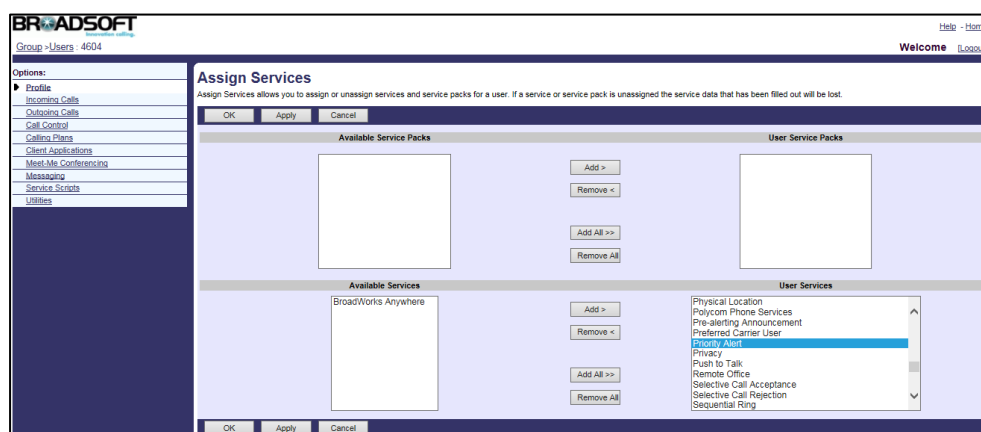 BROADSOFT
innovation calling.
Help - Hom
Group >Users : 4604
Welcome [Logou
Options:
Profile
Incoming Calls
Outgoing Calls
Call Control
Calling Plans
Client Applications
Meet-Me Conferencing
Messaging
Service Scripts
Utilities
Assign Services
Assign Services allows you to assign or unassign services and service packs for a user. If a service or service pack is unassigned the service data that has been filled out will be lost.
OK Apply Cancel
Available Service Packs User Service Packs
Add >
Remove <
Add All >>
Remove All
Available Services User Services
BroadWorks Anywhere
Add >
Remove <
Add All >>
Remove All
Physical Location
Polycom Phone Services
Pre-alerting Announcement
Preferred Carrier User
Priority Alert
Privacy
Push to Talk
Remote Office
Selective Call Acceptance
Selective Call Rejection
Sequential Ring
OK Apply Cancel